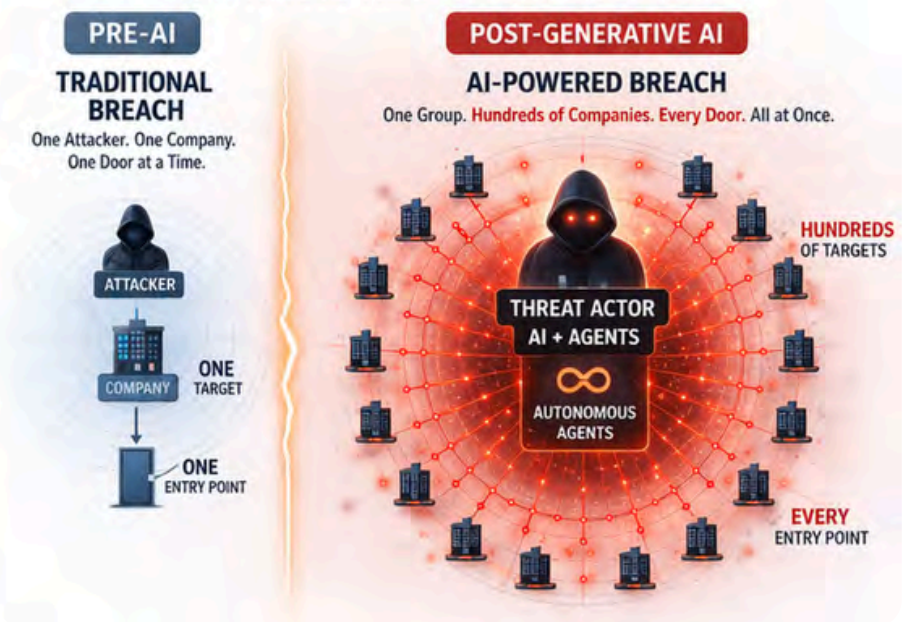 PRE-AI
TRADITIONAL
BREACH
One Attacker. One Company.
One Door at a Time.
ATTACKER
COMPANY
ONE
TARGET
ONE
ENTRY POINT
POST-GENERATIVE AI
AI-POWERED BREACH
One Group. Hundreds of Companies. Every Door. All at Once.
HUNDREDS
OF TARGETS
THREAT ACTOR
AI + AGENTS
AUTONOMOUS
AGENTS
EVERY
ENTRY POINT